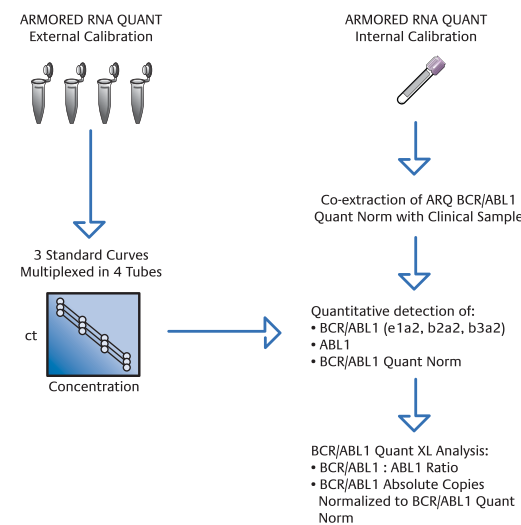 ARMORED RNA QUANT
External Calibration
3 Standard Curves
Multiplexed in 4 Tubes
ct
Concentration
ARMORED RNA QUANT
Internal Calibration
Co-extraction of ARQ BCR/ABL1
Quant Norm with Clinical Sample
Quantitative detection of:
• BCR/ABL1 (e1a2, b2a2, b3a2)
• ABL1
• BCR/ABL1 Quant Norm
BCR/ABL1 Quant XL Analysis:
• BCR/ABL1 : ABL1 Ratio
• BCR/ABL1 Absolute Copies
Normalized to BCR/ABL1 Quant
Norm